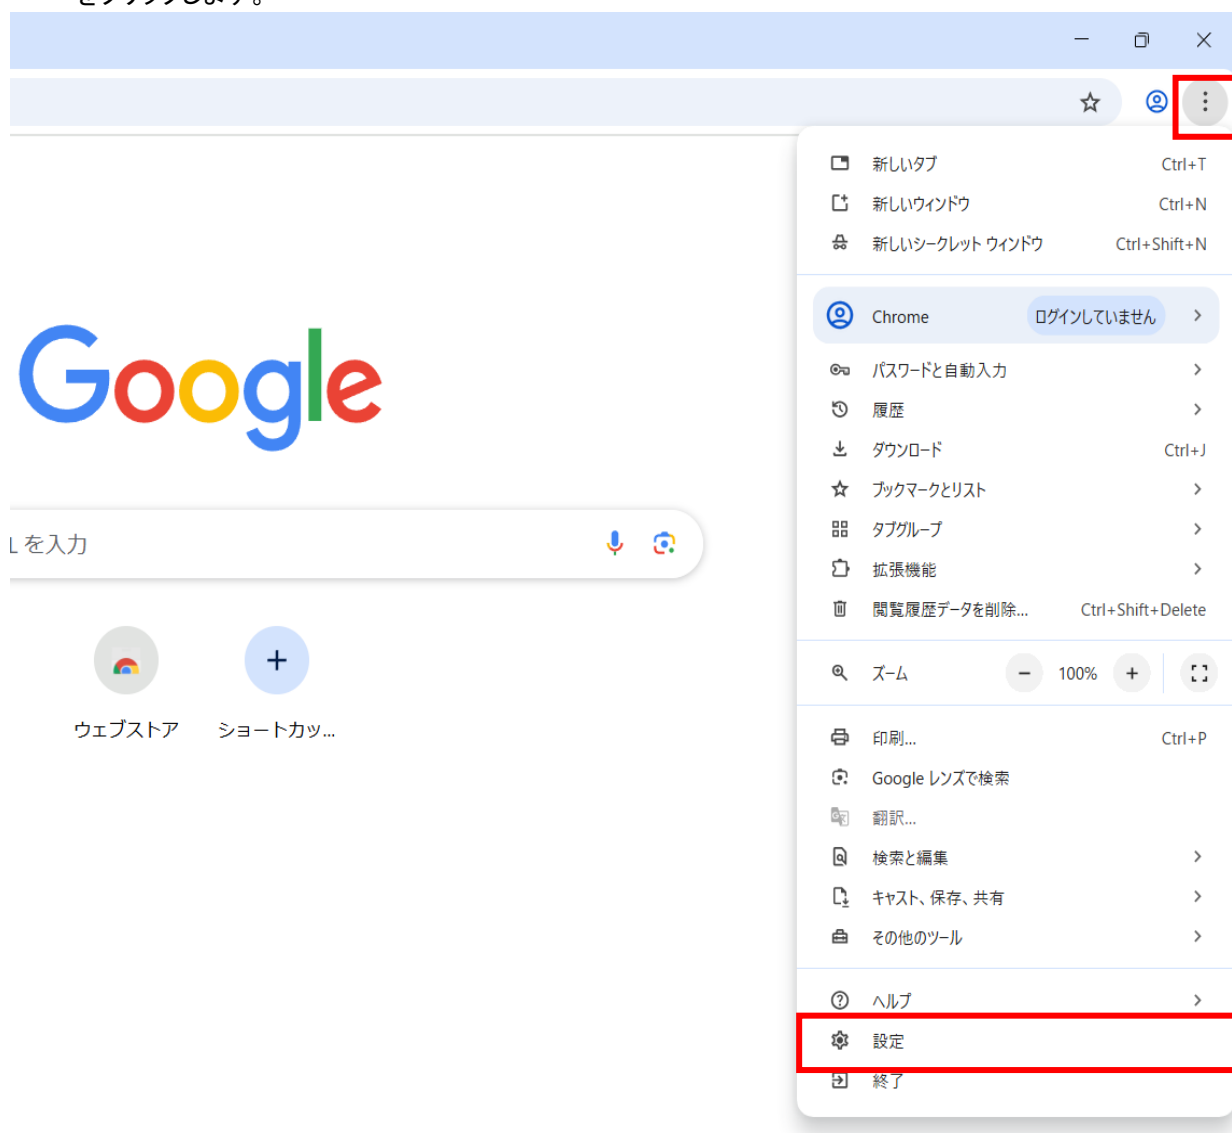 をクリックします。
新しいタブ Ctrl+T
新しいウィンドウ Ctrl+N
新しいシークレット ウィンドウ Ctrl+Shift+N
Chrome ログインしていません
パスワードと自動入力
履歴
ダウンロード Ctrl+J
ブックマークとリスト
タブグループ
拡張機能
閲覧履歴データを削除... Ctrl+Shift+Delete
ズーム − 100% +
印刷... Ctrl+P
Google レンズで検索
翻訳...
検索と編集
キャスト、保存、共有
その他のツール
ヘルプ
設定
終了
Google
L を入力
ウェブストア ショートカッ...